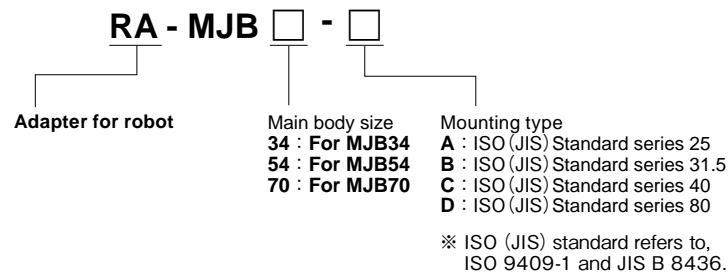 RA - MJB □ - □
Adapter for robot
Main body size
34 : For MJB34
54 : For MJB54
70 : For MJB70
Mounting type
A : ISO (JIS) Standard series 25
B : ISO (JIS) Standard series 31.5
C : ISO (JIS) Standard series 40
D : ISO (JIS) Standard series 80
※ ISO (JIS) standard refers to,
ISO 9409-1 and JIS B 8436.